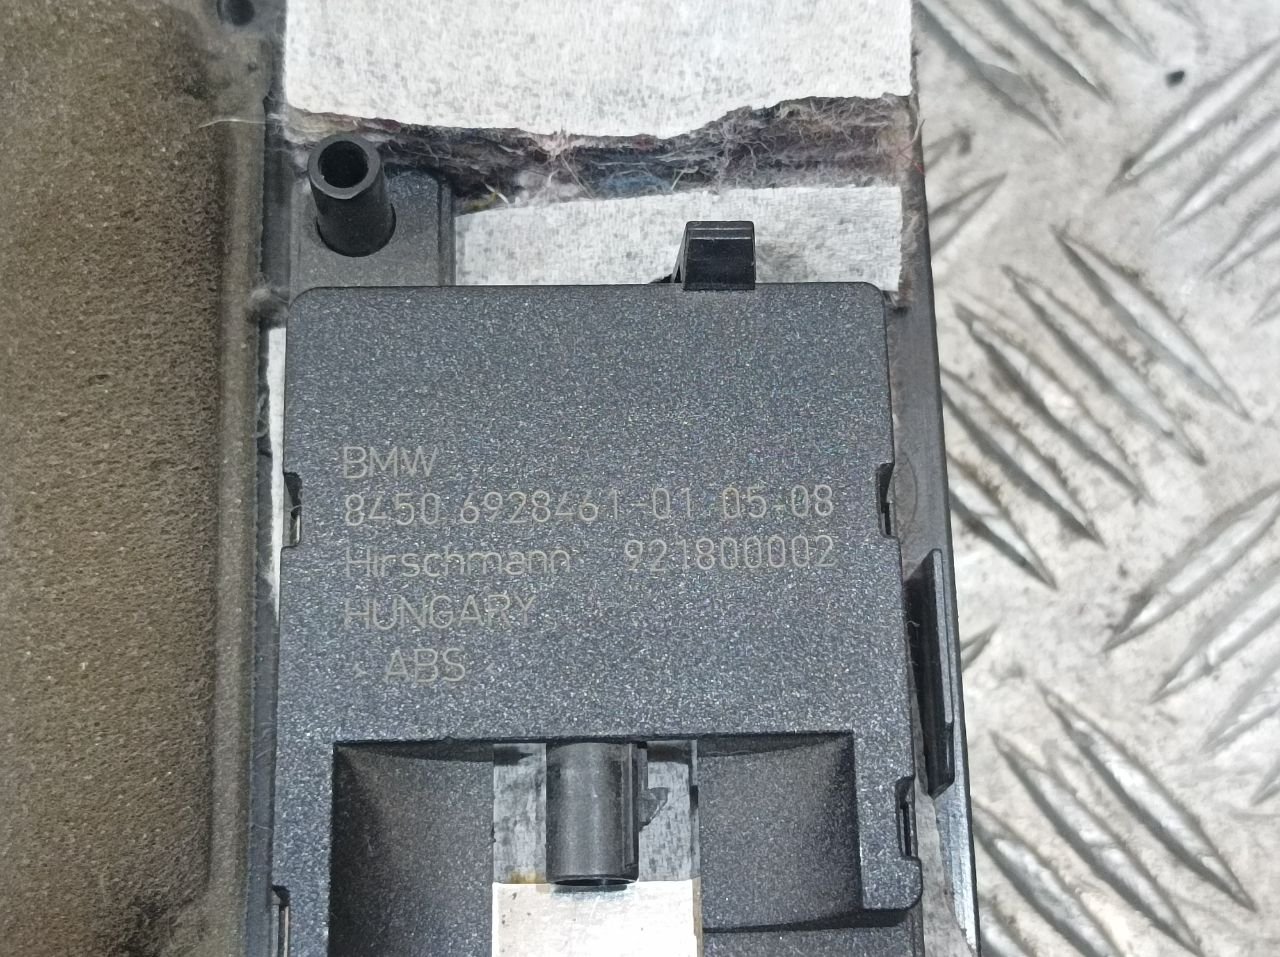 BMW
8450 6928461-01 05-08
Hirschmann 921800002
HUNGARY
ABS